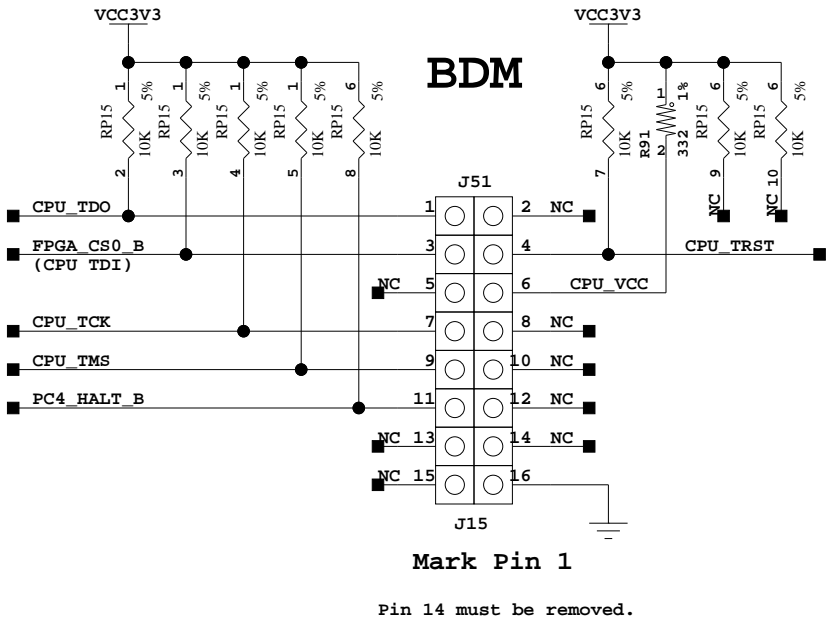 VCC3V3
VCC3V3
BDM
1 RP15 5% 10K 2
1 RP15 5% 10K 3
1 RP15 5% 10K 4
1 RP15 5% 10K 5
6 RP15 5% 10K 8
6 RP15 5% 10K 7
1 R91 1% 332 2
6 RP15 5% 10K 9
6 RP15 5% 10K 10
NC
NC
J51
CPU_TDO 1 2 NC
FPGA_CS0_B 3 4 CPU_TRST
(CPU TDI)
NC 5 6 CPU_VCC
CPU_TCK 7 8 NC
CPU_TMS 9 10 NC
PC4_HALT_B 11 12 NC
NC 13 14 NC
NC 15 16
J15
Mark Pin 1
Pin 14 must be removed.